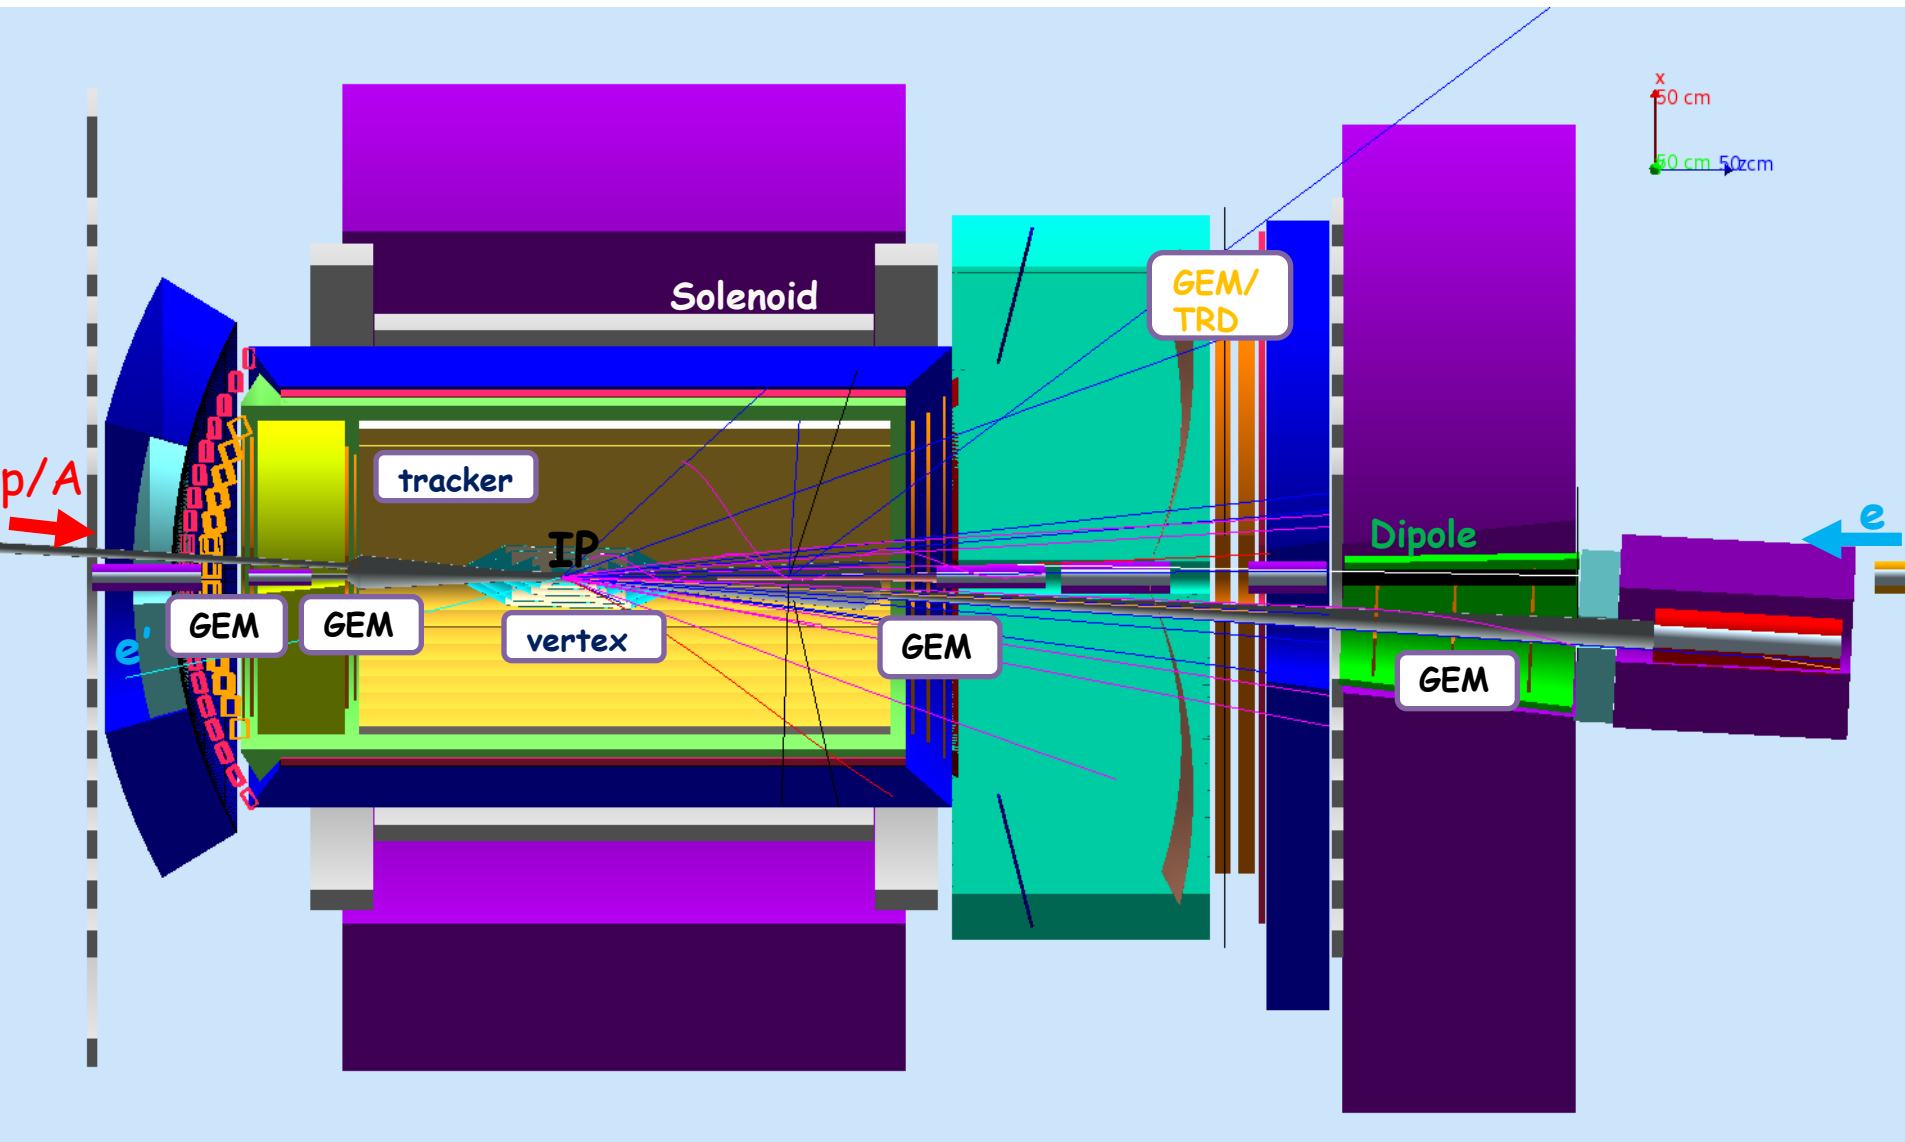 x
50 cm
50 cm 50 cm
z
GEM/
TRD
Solenoid
tracker
p/A
e
IP
Dipole
GEM
GEM
vertex
GEM
e'
GEM